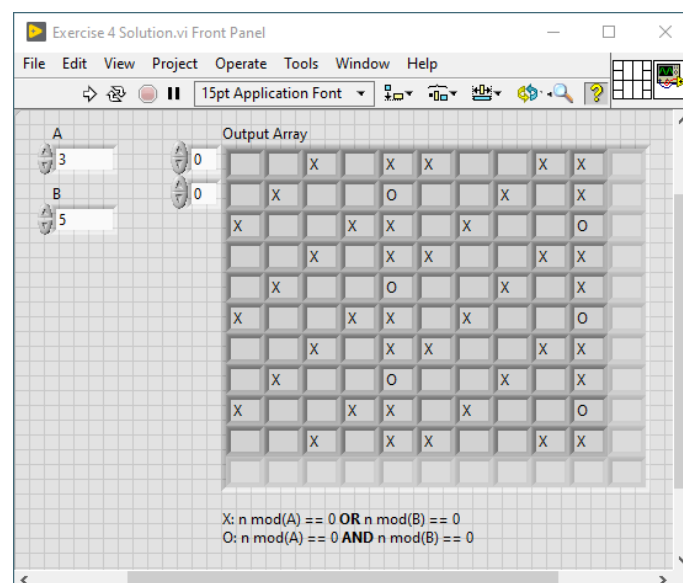 Exercise 4 Solution.vi Front Panel
File Edit View Project Operate Tools Window Help
15pt Application Font
A
3
B
5
0
0
Output Array
X X X X X
X O X X
X X X X O
X X X X X
X O X X
X X X X O
X X X X X
X O X X
X X X X O
X X X X X
X: n mod(A) == 0 OR n mod(B) == 0
O: n mod(A) == 0 AND n mod(B) == 0